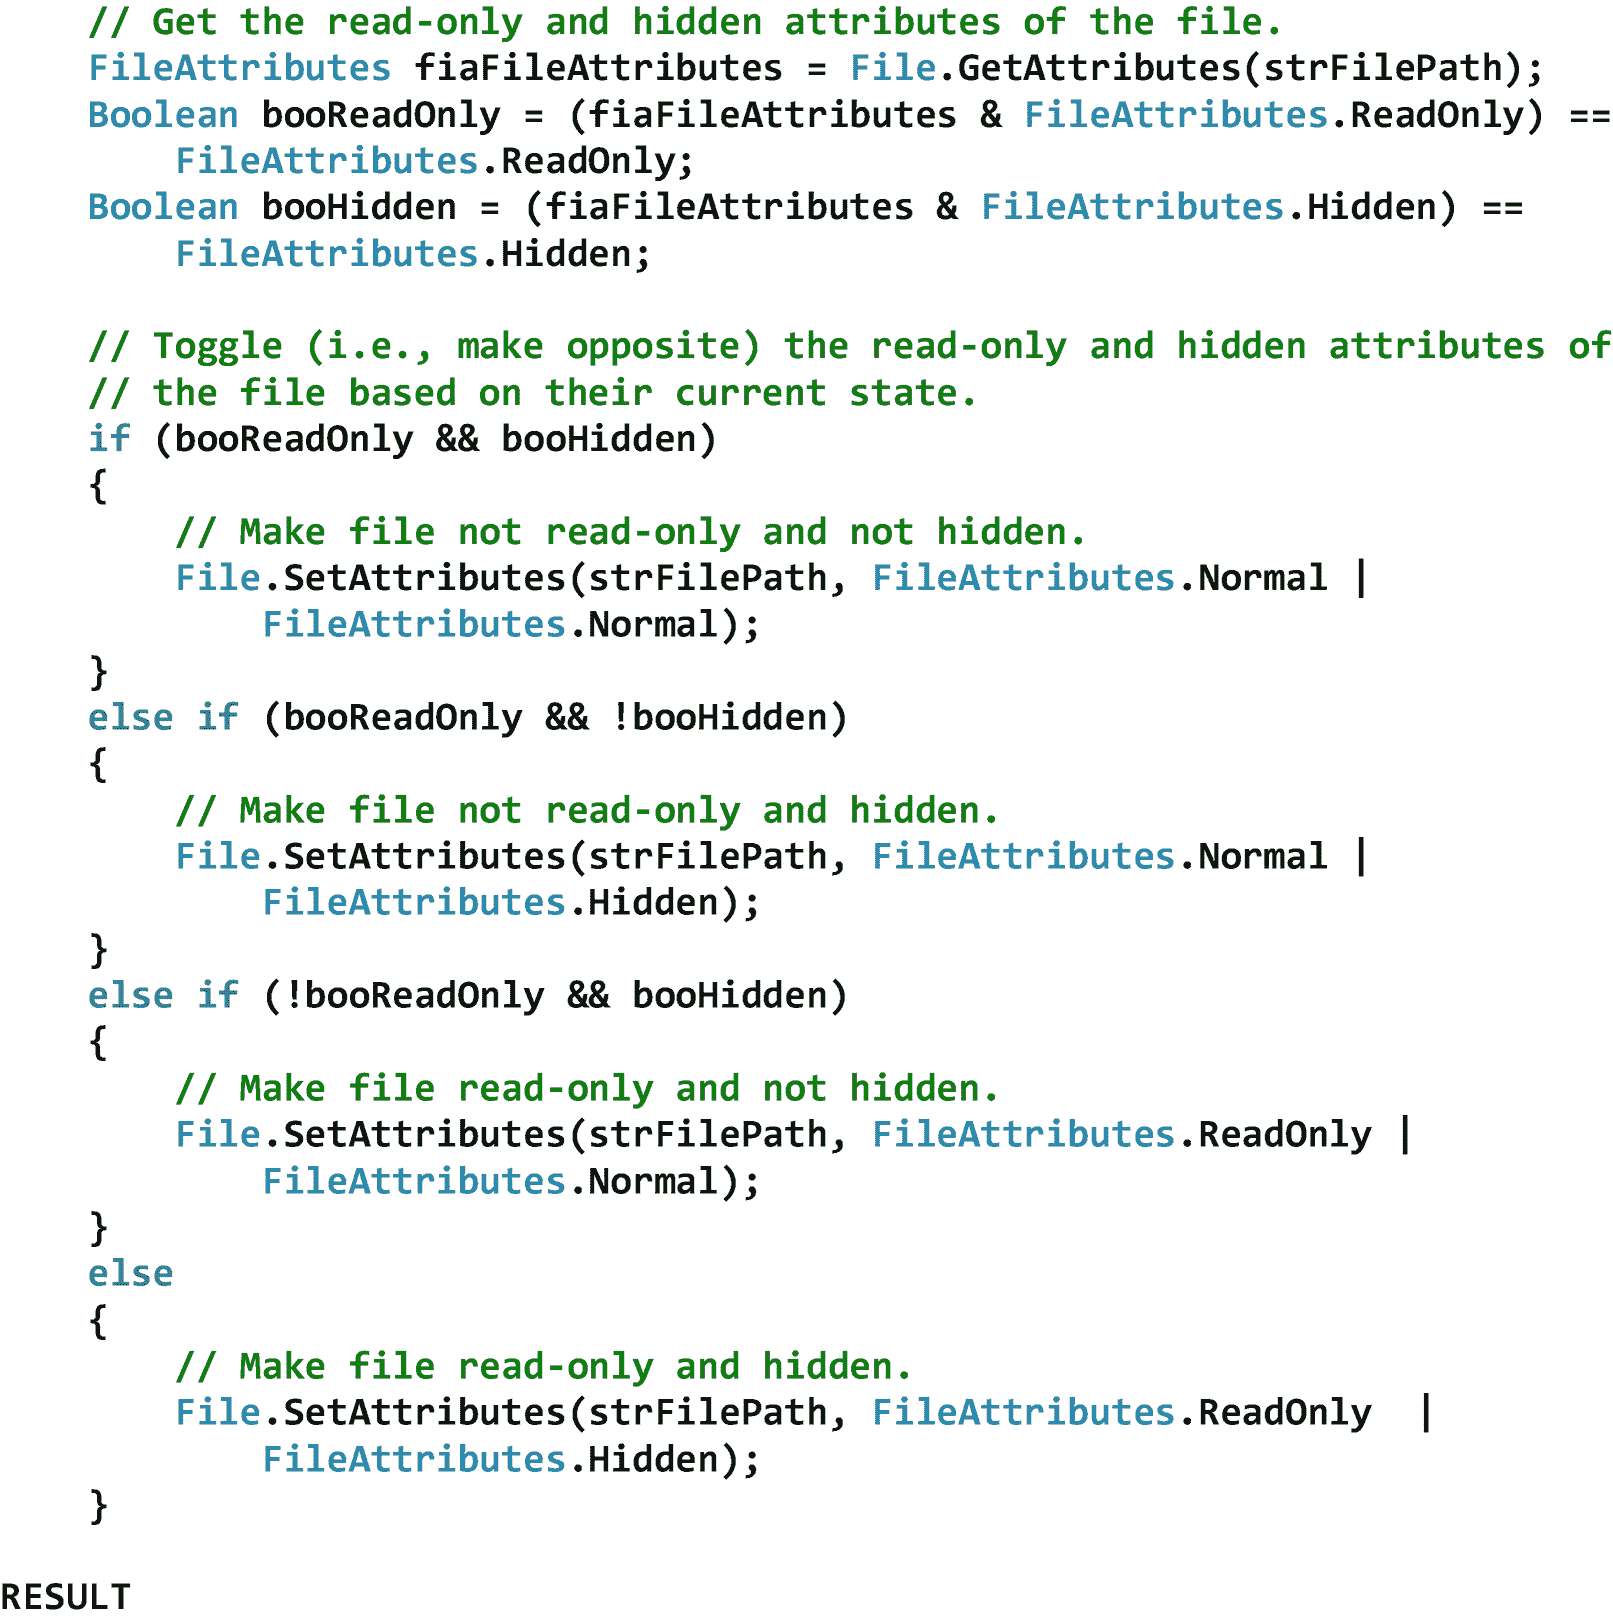 // Get the read-only and hidden attributes of the file.
FileAttributes fiaFileAttributes = File.GetAttributes(strFilePath);
Boolean booReadOnly = (fiaFileAttributes & FileAttributes.ReadOnly) ==
    FileAttributes.ReadOnly;
Boolean booHidden = (fiaFileAttributes & FileAttributes.Hidden) ==
    FileAttributes.Hidden;

// Toggle (i.e., make opposite) the read-only and hidden attributes of
// the file based on their current state.
if (booReadOnly && booHidden)
{
    // Make file not read-only and not hidden.
    File.SetAttributes(strFilePath, FileAttributes.Normal |
        FileAttributes.Normal);
}
else if (booReadOnly && !booHidden)
{
    // Make file not read-only and hidden.
    File.SetAttributes(strFilePath, FileAttributes.Normal |
        FileAttributes.Hidden);
}
else if (!booReadOnly && booHidden)
{
    // Make file read-only and not hidden.
    File.SetAttributes(strFilePath, FileAttributes.ReadOnly |
        FileAttributes.Normal);
}
else
{
    // Make file read-only and hidden.
    File.SetAttributes(strFilePath, FileAttributes.ReadOnly  |
        FileAttributes.Hidden);
}

RESULT